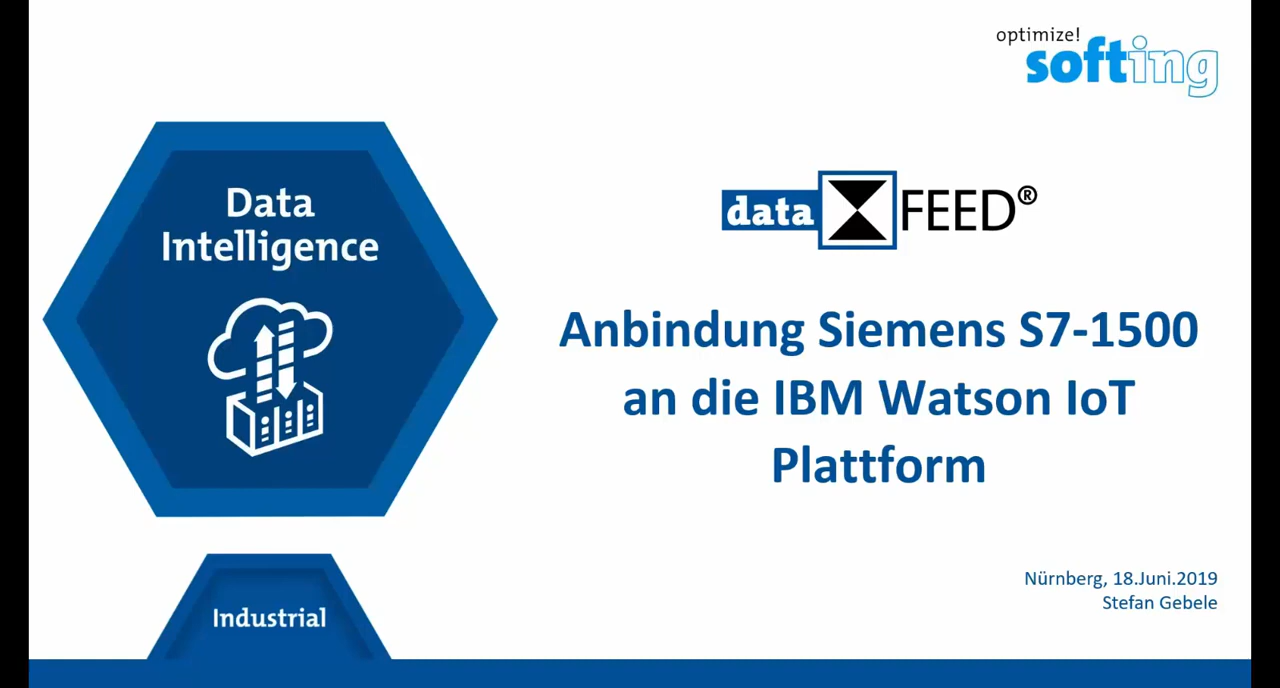 optimize!
softing
Data
Intelligence
data FEED®
Anbindung Siemens S7-1500
an die IBM Watson IoT
Plattform
Nürnberg, 18.Juni.2019
Stefan Gebele
Industrial